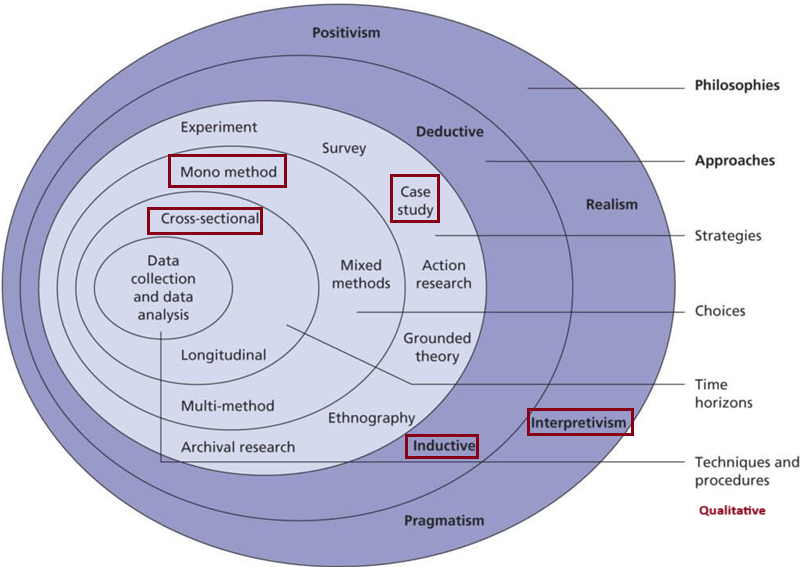 Positivism
Philosophies
Experiment
Deductive
Survey
Approaches
Mono method
Case
study
Realism
Cross-sectional
Strategies
Data
collection
and data
analysis
Mixed
methods
Action
research
Choices
Grounded
theory
Longitudinal
Time
horizons
Multi-method
Ethnography
Interpretivism
Archival research
Inductive
Techniques and
procedures
Qualitative
Pragmatism